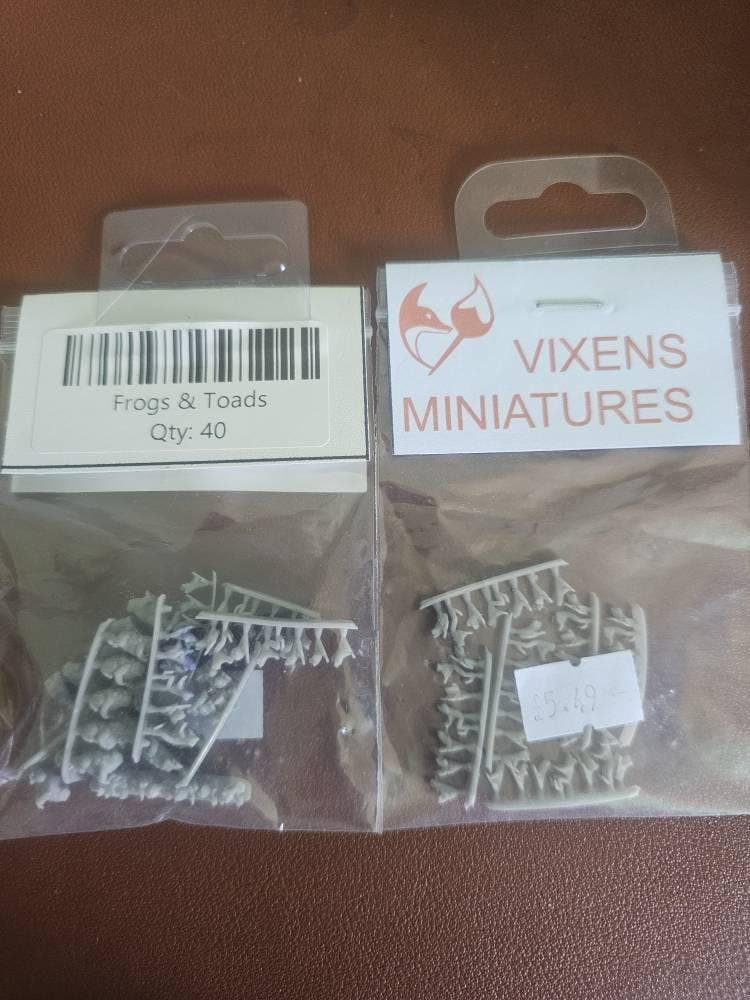 Frogs & Toads
Qty: 40
VIXENS
MINIATURES
£5.49